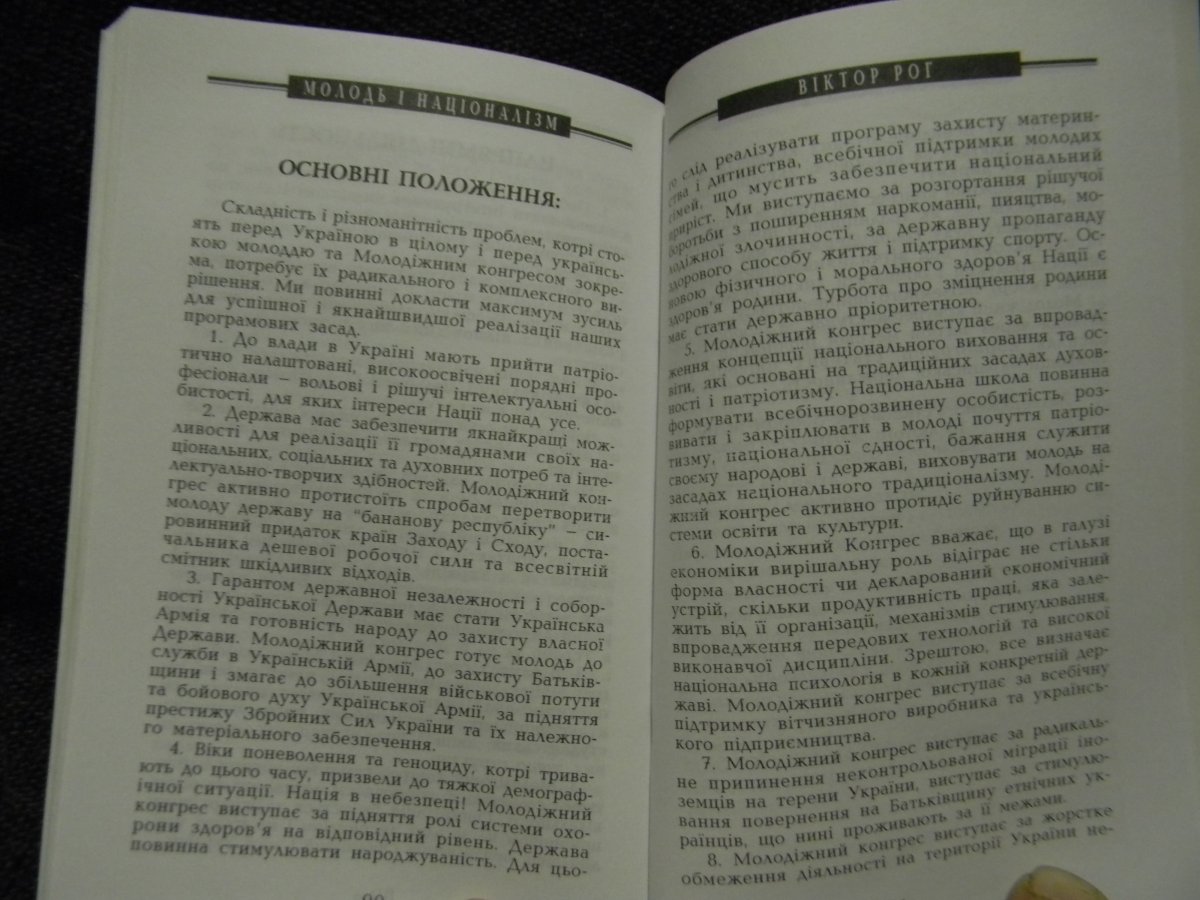 МОЛОДЬ І НАЦІОНАЛІЗМ
ОСНОВНІ ПОЛОЖЕННЯ:
Складність і різноманітність проблем, котрі сто-
ять перед Україною в цілому і перед українсь-
кою молоддю та Молодіжним конгресом зокре-
ма, потребує їх радикального і комплексного ви-
рішення. Ми повинні докласти максимум зусиль
для успішної і якнайшвидшої реалізації наших
програмових засад.
1. До влади в Україні мають прийти патріо-
тично налаштовані, високоосвічені порядні про-
фесіонали – вольові і рішучі інтелектуальні осо-
бистості, для яких інтереси Нації понад усе.
2. Держава має забезпечити якнайкращі мож-
ливості для реалізації її громадянами своїх на-
ціональних, соціальних та духовних потреб та інте-
лектуально-творчих здібностей. Молодіжний кон-
грес активно протистоїть спробам перетворити
молоду державу на “бананову республіку” – си-
ровинний придаток країн Заходу і Сходу, поста-
чальника дешевої робочої сили та всесвітній
смітник шкідливих відходів.
3. Гарантом державної незалежності і собор-
ності Української Держави має стати Українська
Армія та готовність народу до захисту власної
Держави. Молодіжний конгрес готує молодь до
служби в Українській Армії, до захисту Батьків-
щини і змагає до збільшення військової потуги
та бойового духу Української Армії, за підняття
престижу Збройних Сил України та їх належно-
го матеріального забезпечення.
4. Віки поневолення та геноциду, котрі трива-
ють до цього часу, призвели до тяжкої демограф-
ічної ситуації. Нація в небезпеці! Молодіжний
конгрес виступає за підняття ролі системи охо-
рони здоров’я на відповідний рівень. Держава
повинна стимулювати народжуваність. Для цьо-
ВІКТОР РОГ
го слід реалізувати програму захисту материн-
ства і дитинства, всебічної підтримки молодих
сімей, що мусить забезпечити національний
приріст. Ми виступаємо за розгортання рішучої
боротьби з поширенням наркоманії, пияцтва, мо-
лодіжної злочинності, за державну пропаганду
здорового способу життя і підтримку спорту. Ос-
новою фізичного і морального здоров’я Нації є
здоров’я родини. Турбота про зміцнення родини
має стати державно пріоритетною.
5. Молодіжний конгрес виступає за впровад-
ження концепції національного виховання та ос-
віти, які основані на традиційних засадах духов-
ності і патріотизму. Національна школа повинна
формувати всебічнорозвинену особистість, роз-
вивати і закріплювати в молоді почуття патріо-
тизму, національної єдності, бажання служити
своєму народові і державі, виховувати молодь на
засадах національного традиціоналізму. Молоді-
жний конгрес активно протидіє руйнуванню си-
стеми освіти та культури.
6. Молодіжний Конгрес вважає, що в галузі
економіки вирішальну роль відіграє не стільки
форма власності чи декларований економічний
устрій, скільки продуктивність праці, яка зале-
жить від її організації, механізмів стимулювання,
впровадження передових технологій та високої
виконавчої дисципліни. Зрештою, все визначає
національна психологія в кожній конкретній дер-
жаві. Молодіжний конгрес виступає за всебічну
підтримку вітчизняного виробника та українсь-
кого підприємництва.
7. Молодіжний конгрес виступає за радикаль-
не припинення неконтрольованої міграції іно-
земців на терени України, виступає за стимулю-
вання повернення на Батьківщину етнічних ук-
раїнців, що нині проживають за її межами.
8. Молодіжний конгрес виступає за жорстке
обмеження діяльності на території України не-